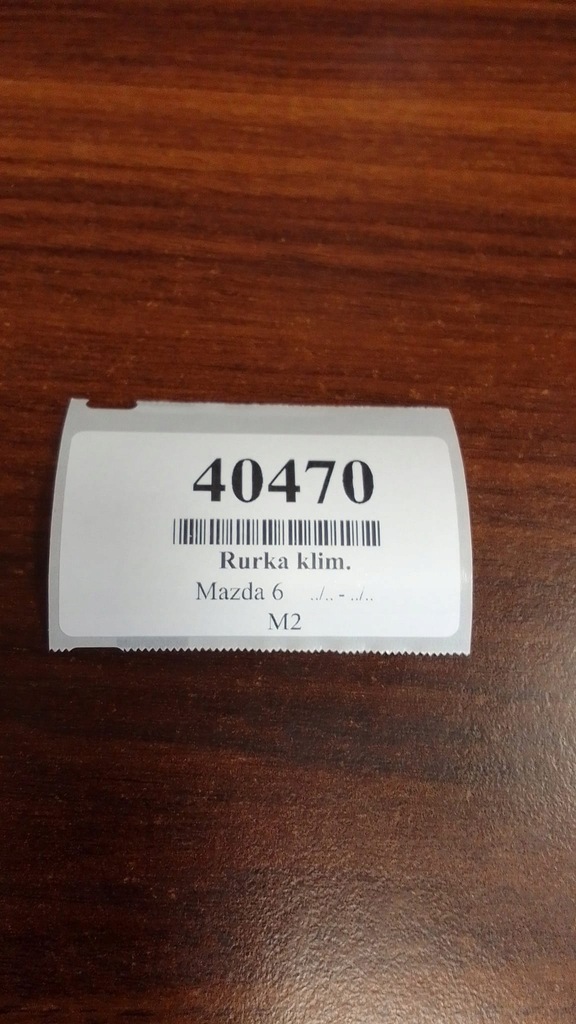 40470
Rurka klim.
Mazda 6 ../.. - ../..
M2